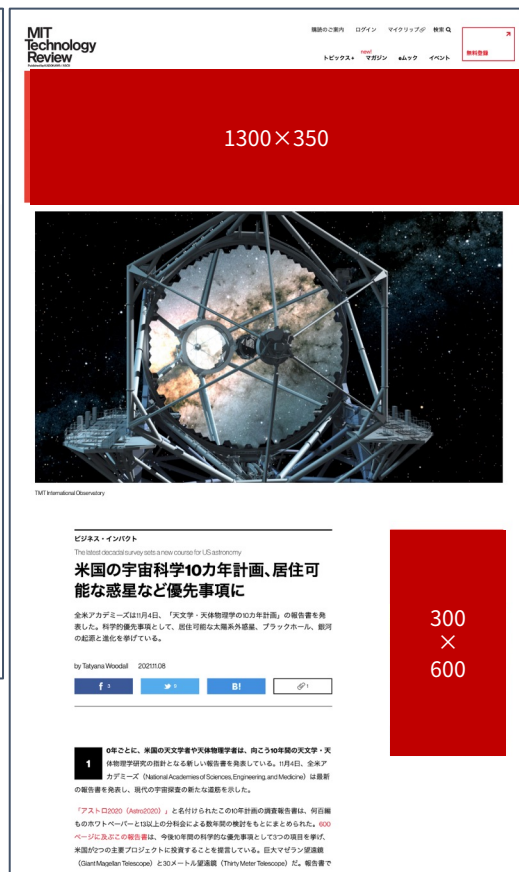 MIT
Technology
Review
購読のご案内 ログイン マイクリップ 検索
無料登録
new!
トピックス+ マガジン eムック イベント
1300×350
TMT International Observatory
ビジネス・インパクト
The latest decadal survey sets a new course for US astronomy
米国の宇宙科学10カ年計画、居住可
能な惑星など優先事項に
全米アカデミーズは11月4日、「天文学・天体物理学の10カ年計画」の報告書を発
表した。科学的優先事項として、居住可能な太陽系外惑星、ブラックホール、銀河
の起源と進化を挙げている。
by Tatyana Woodall 2021.11.08
f 3
0
B!
1
300
×
600
10年ごとに、米国の天文学者や天体物理学者は、向こう10年間の天文学・天
体物理学研究の指針となる新しい報告書を発表している。11月4日、全米ア
カデミーズ（National Academies of Sciences, Engineering, and Medicine）は最新
の報告書を発表し、現代の宇宙探査の新たな道筋を示した。
「アストロ2020（Astro2020）」と名付けられたこの10年計画の調査報告書は、何百編
ものホワイトペーパーと13以上の分科会による数年間の検討をもとにまとめられた。600
ページに及ぶこの報告書は、今後10年間の科学的な優先事項として3つの項目を挙げ、
米国が2つの主要プロジェクトに投資することを提言している。巨大マゼラン望遠鏡
（Giant Magellan Telescope）と30メートル望遠鏡（Thirty Meter Telescope）だ。報告書で